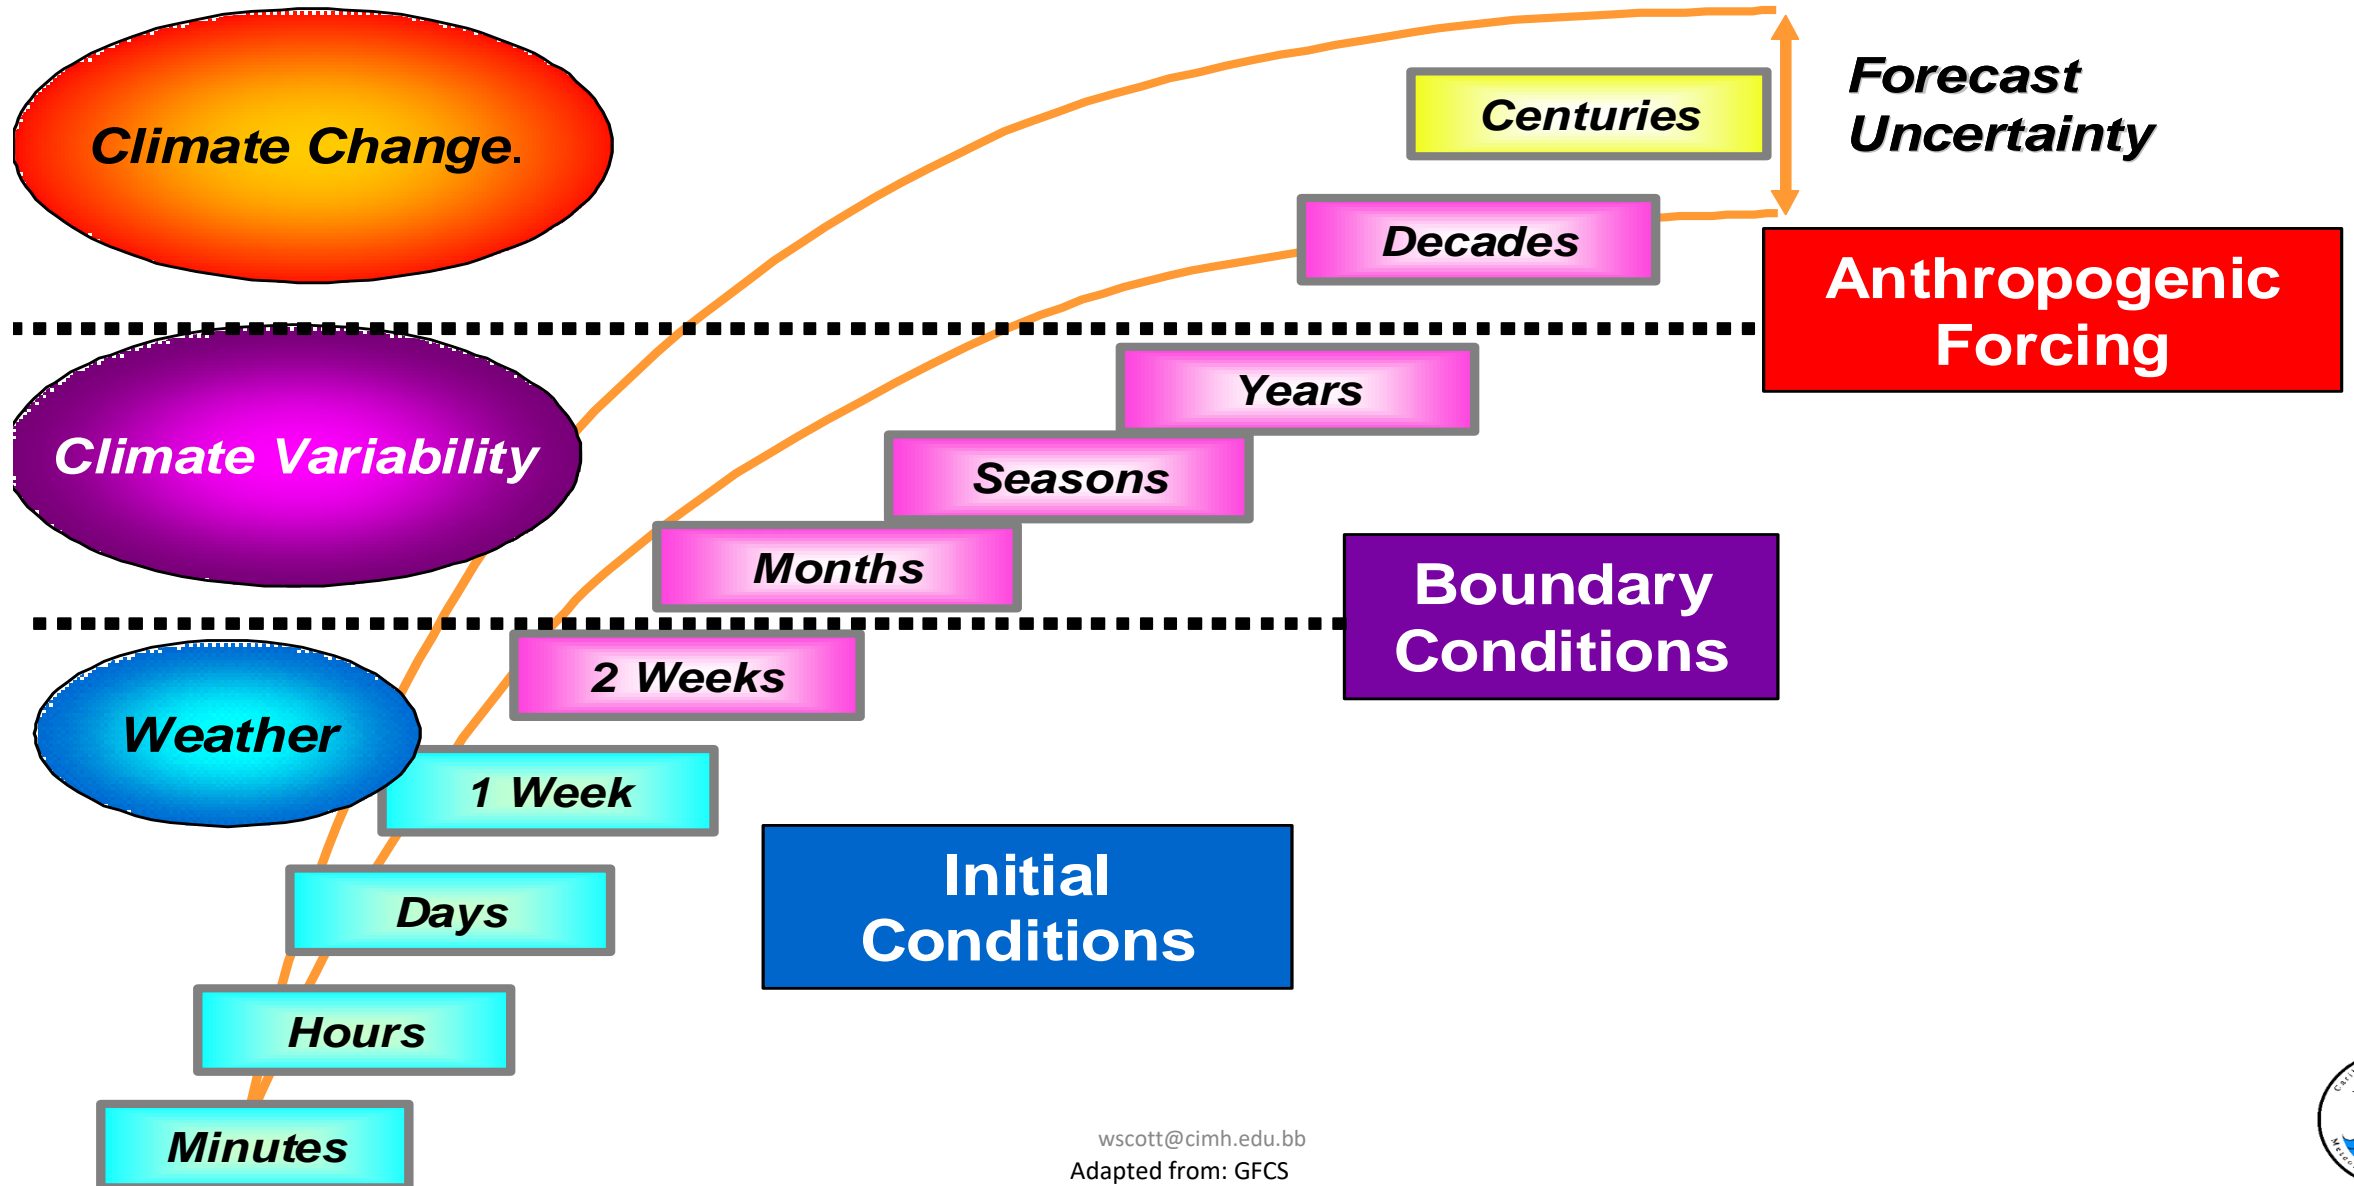 Climate Change.
Centuries
Forecast
Uncertainty
Decades
Anthropogenic
Forcing
Years
Climate Variability
Seasons
Months
Boundary
Conditions
2 Weeks
Weather
1 Week
Initial
Conditions
Days
Hours
Minutes
wscott@cimh.edu.bb
Adapted from: GFCS